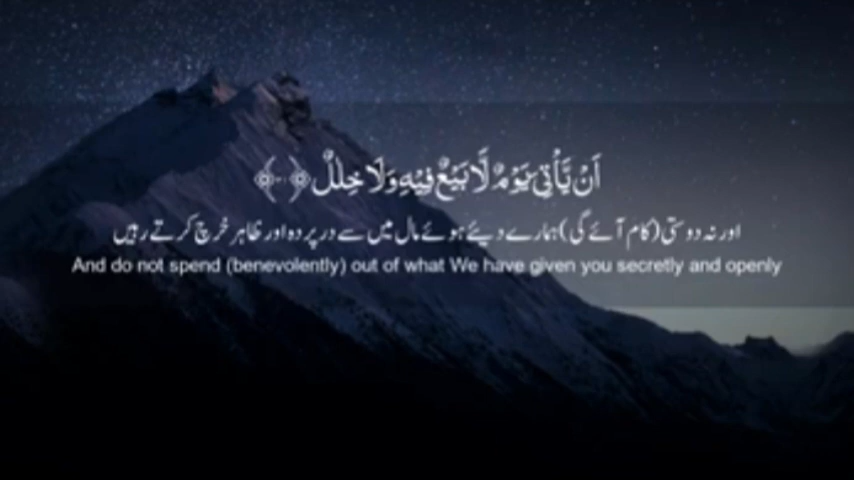 اَنْ يَّاْتِيَ يَوْمٌ لَّا بَيْعٌ فِيْهِ وَلَا خِلٰلٌ
اور نہ دوستی (کام آئے گی) ہمارے دیئے ہوئے مال میں سے در پردہ اور ظاہر خرچ کرتے رہیں
And do not spend (benevolently) out of what We have given you secretly and openly